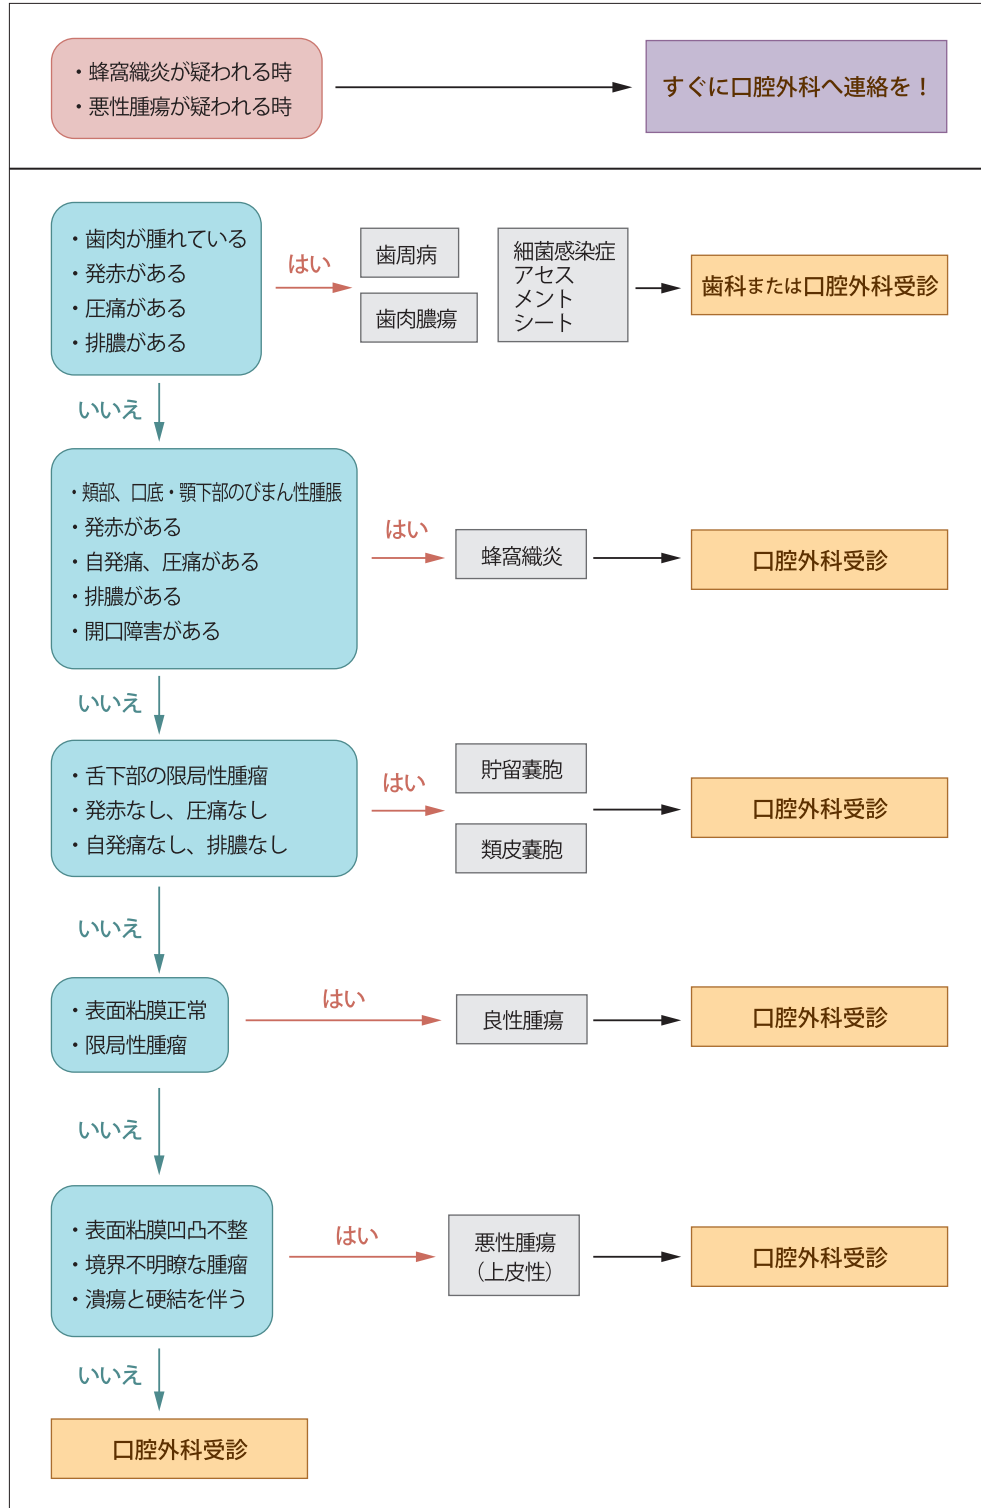 ・蜂窩織炎が疑われる時
・悪性腫瘍が疑われる時
すぐに口腔外科へ連絡を！
・歯肉が腫れている
・発赤がある
・圧痛がある
・排膿がある
はい
歯周病
歯肉膿瘍
細菌感染症
アセス
メント
シート
歯科または口腔外科受診
いいえ
・頬部、口底・顎下部のびまん性腫脹
・発赤がある
・自発痛、圧痛がある
・排膿がある
・開口障害がある
はい
蜂窩織炎
口腔外科受診
いいえ
・舌下部の限局性腫瘤
・発赤なし、圧痛なし
・自発痛なし、排膿なし
はい
貯留嚢胞
類皮嚢胞
口腔外科受診
いいえ
・表面粘膜正常
・限局性腫瘤
はい
良性腫瘍
口腔外科受診
いいえ
・表面粘膜凹凸不整
・境界不明瞭な腫瘤
・潰瘍と硬結を伴う
はい
悪性腫瘍
（上皮性）
口腔外科受診
いいえ
口腔外科受診